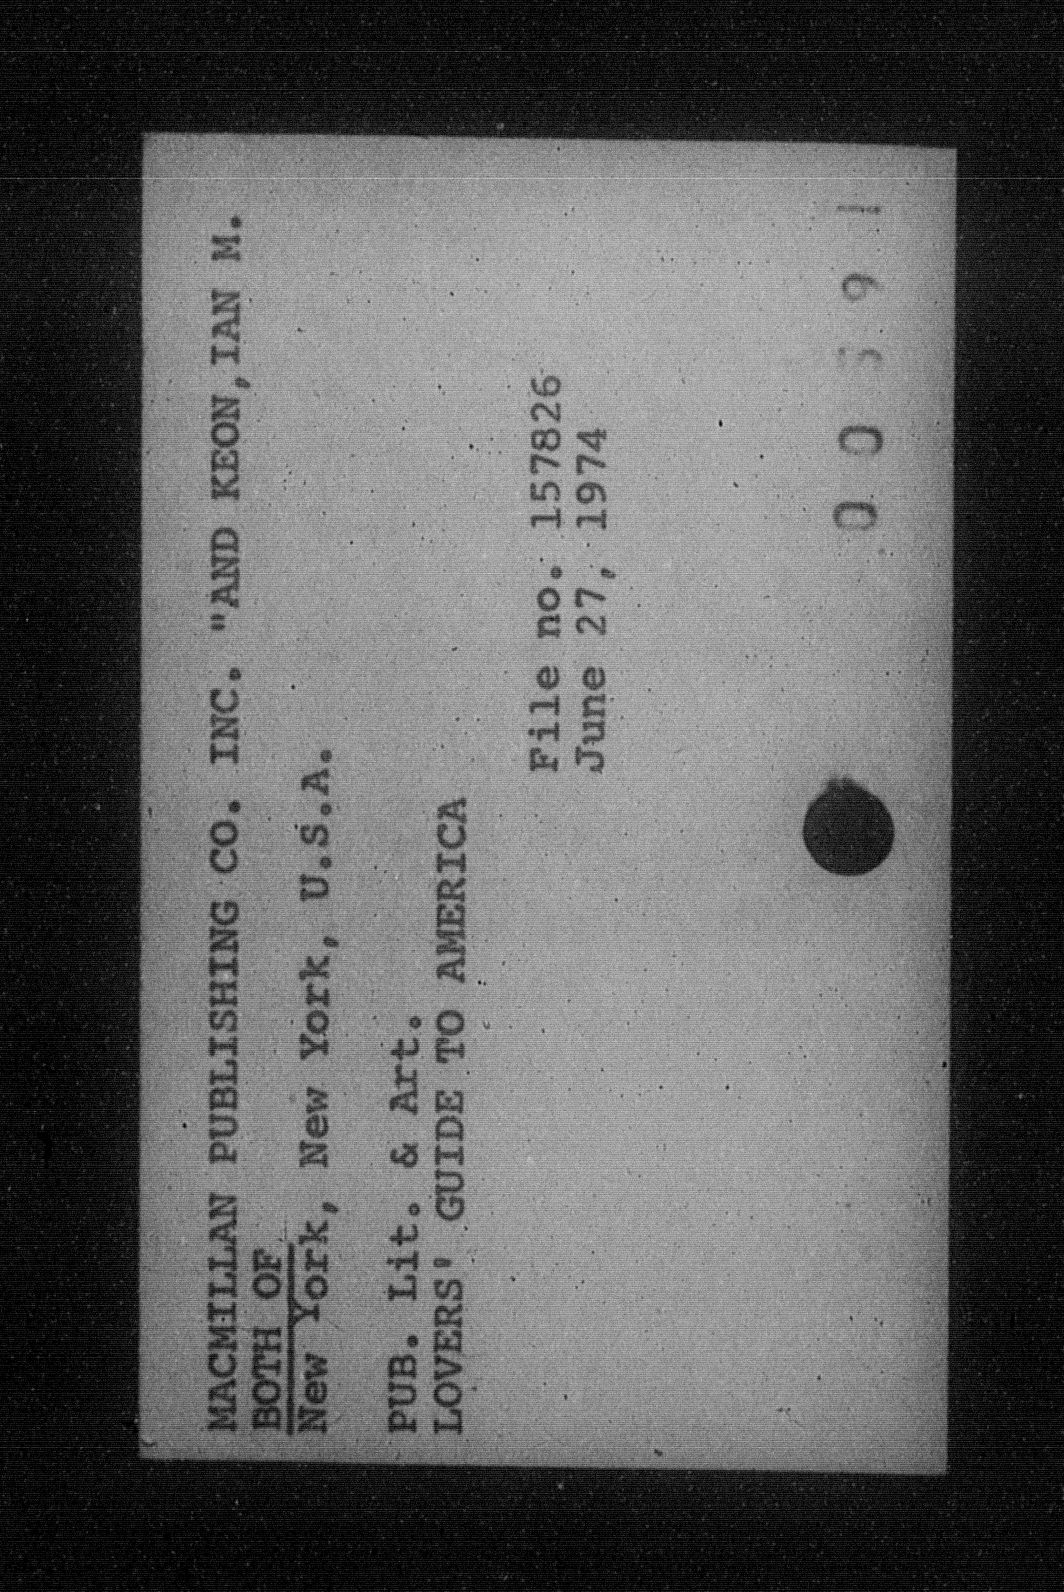 MACMILLAN PUBLISHING CO. INC. "AND KEON,IAN M.
BOTH OF
New York, New York, U.S.A.
PUB. Lit. & Art.
LOVERS' GUIDE TO AMERICA
File no. 157826
June 27, 1974